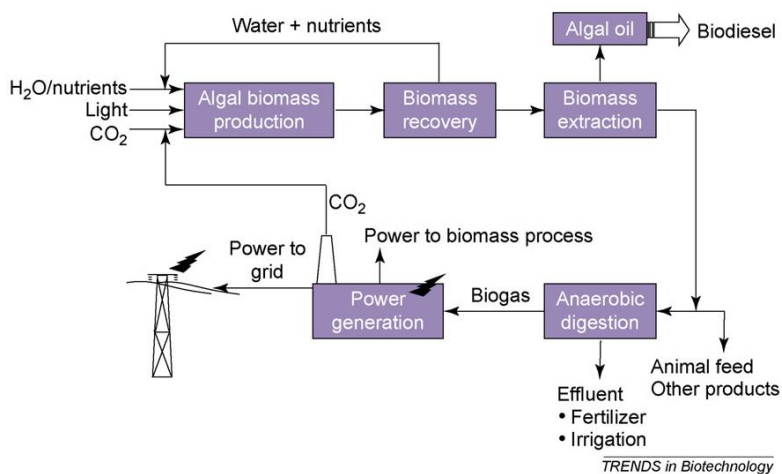 Water + nutrients
Algal oil
Biodiesel
H₂O/nutrients
Light
CO₂
Algal biomass
production
Biomass
recovery
Biomass
extraction
CO₂
Power to
grid
Power to biomass process
Power
generation
Biogas
Anaerobic
digestion
Animal feed
Other products
Effluent
• Fertilizer
• Irrigation
TRENDS in Biotechnology